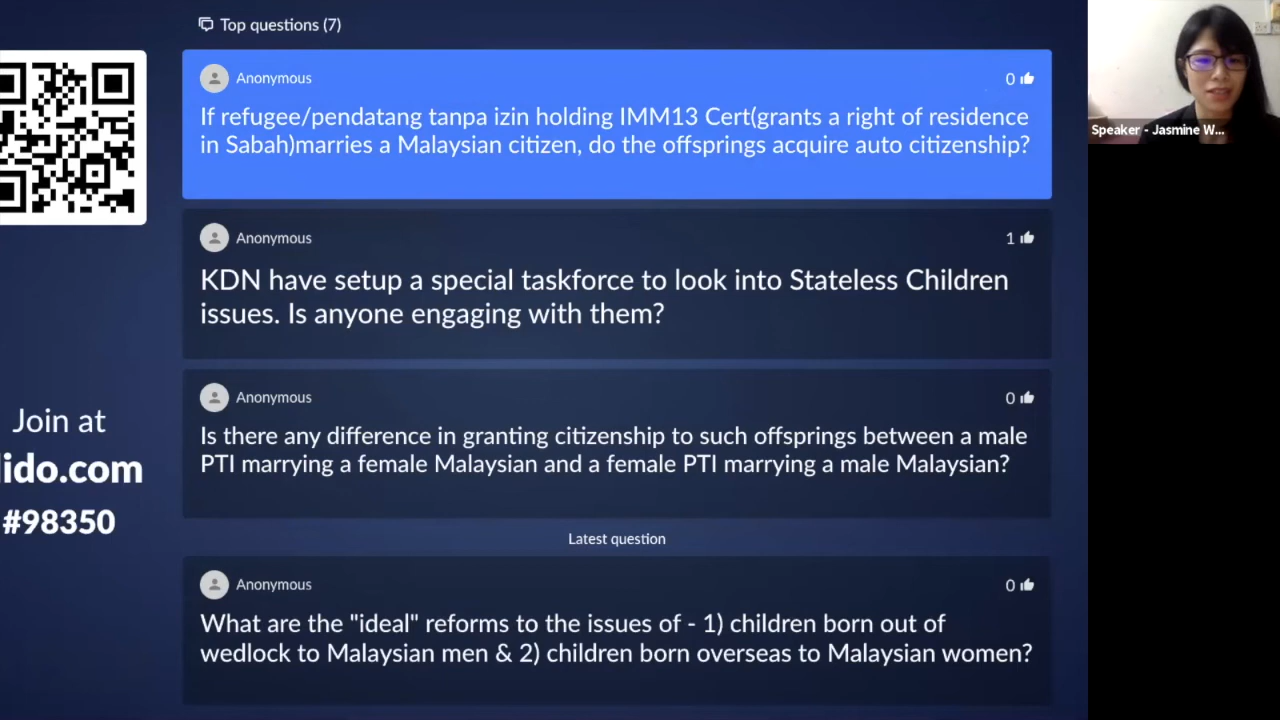 Top questions (7)
Anonymous
0
If refugee/pendatang tanpa izin holding IMM13 Cert(grants a right of residence
in Sabah)marries a Malaysian citizen, do the offsprings acquire auto citizenship?
Anonymous
1
KDN have setup a special taskforce to look into Stateless Children
issues. Is anyone engaging with them?
Anonymous
0
Is there any difference in granting citizenship to such offsprings between a male
PTI marrying a female Malaysian and a female PTI marrying a male Malaysian?
Latest question
Anonymous
0
What are the "ideal" reforms to the issues of - 1) children born out of
wedlock to Malaysian men & 2) children born overseas to Malaysian women?
Join at
lido.com
#98350
Speaker - Jasmine W...